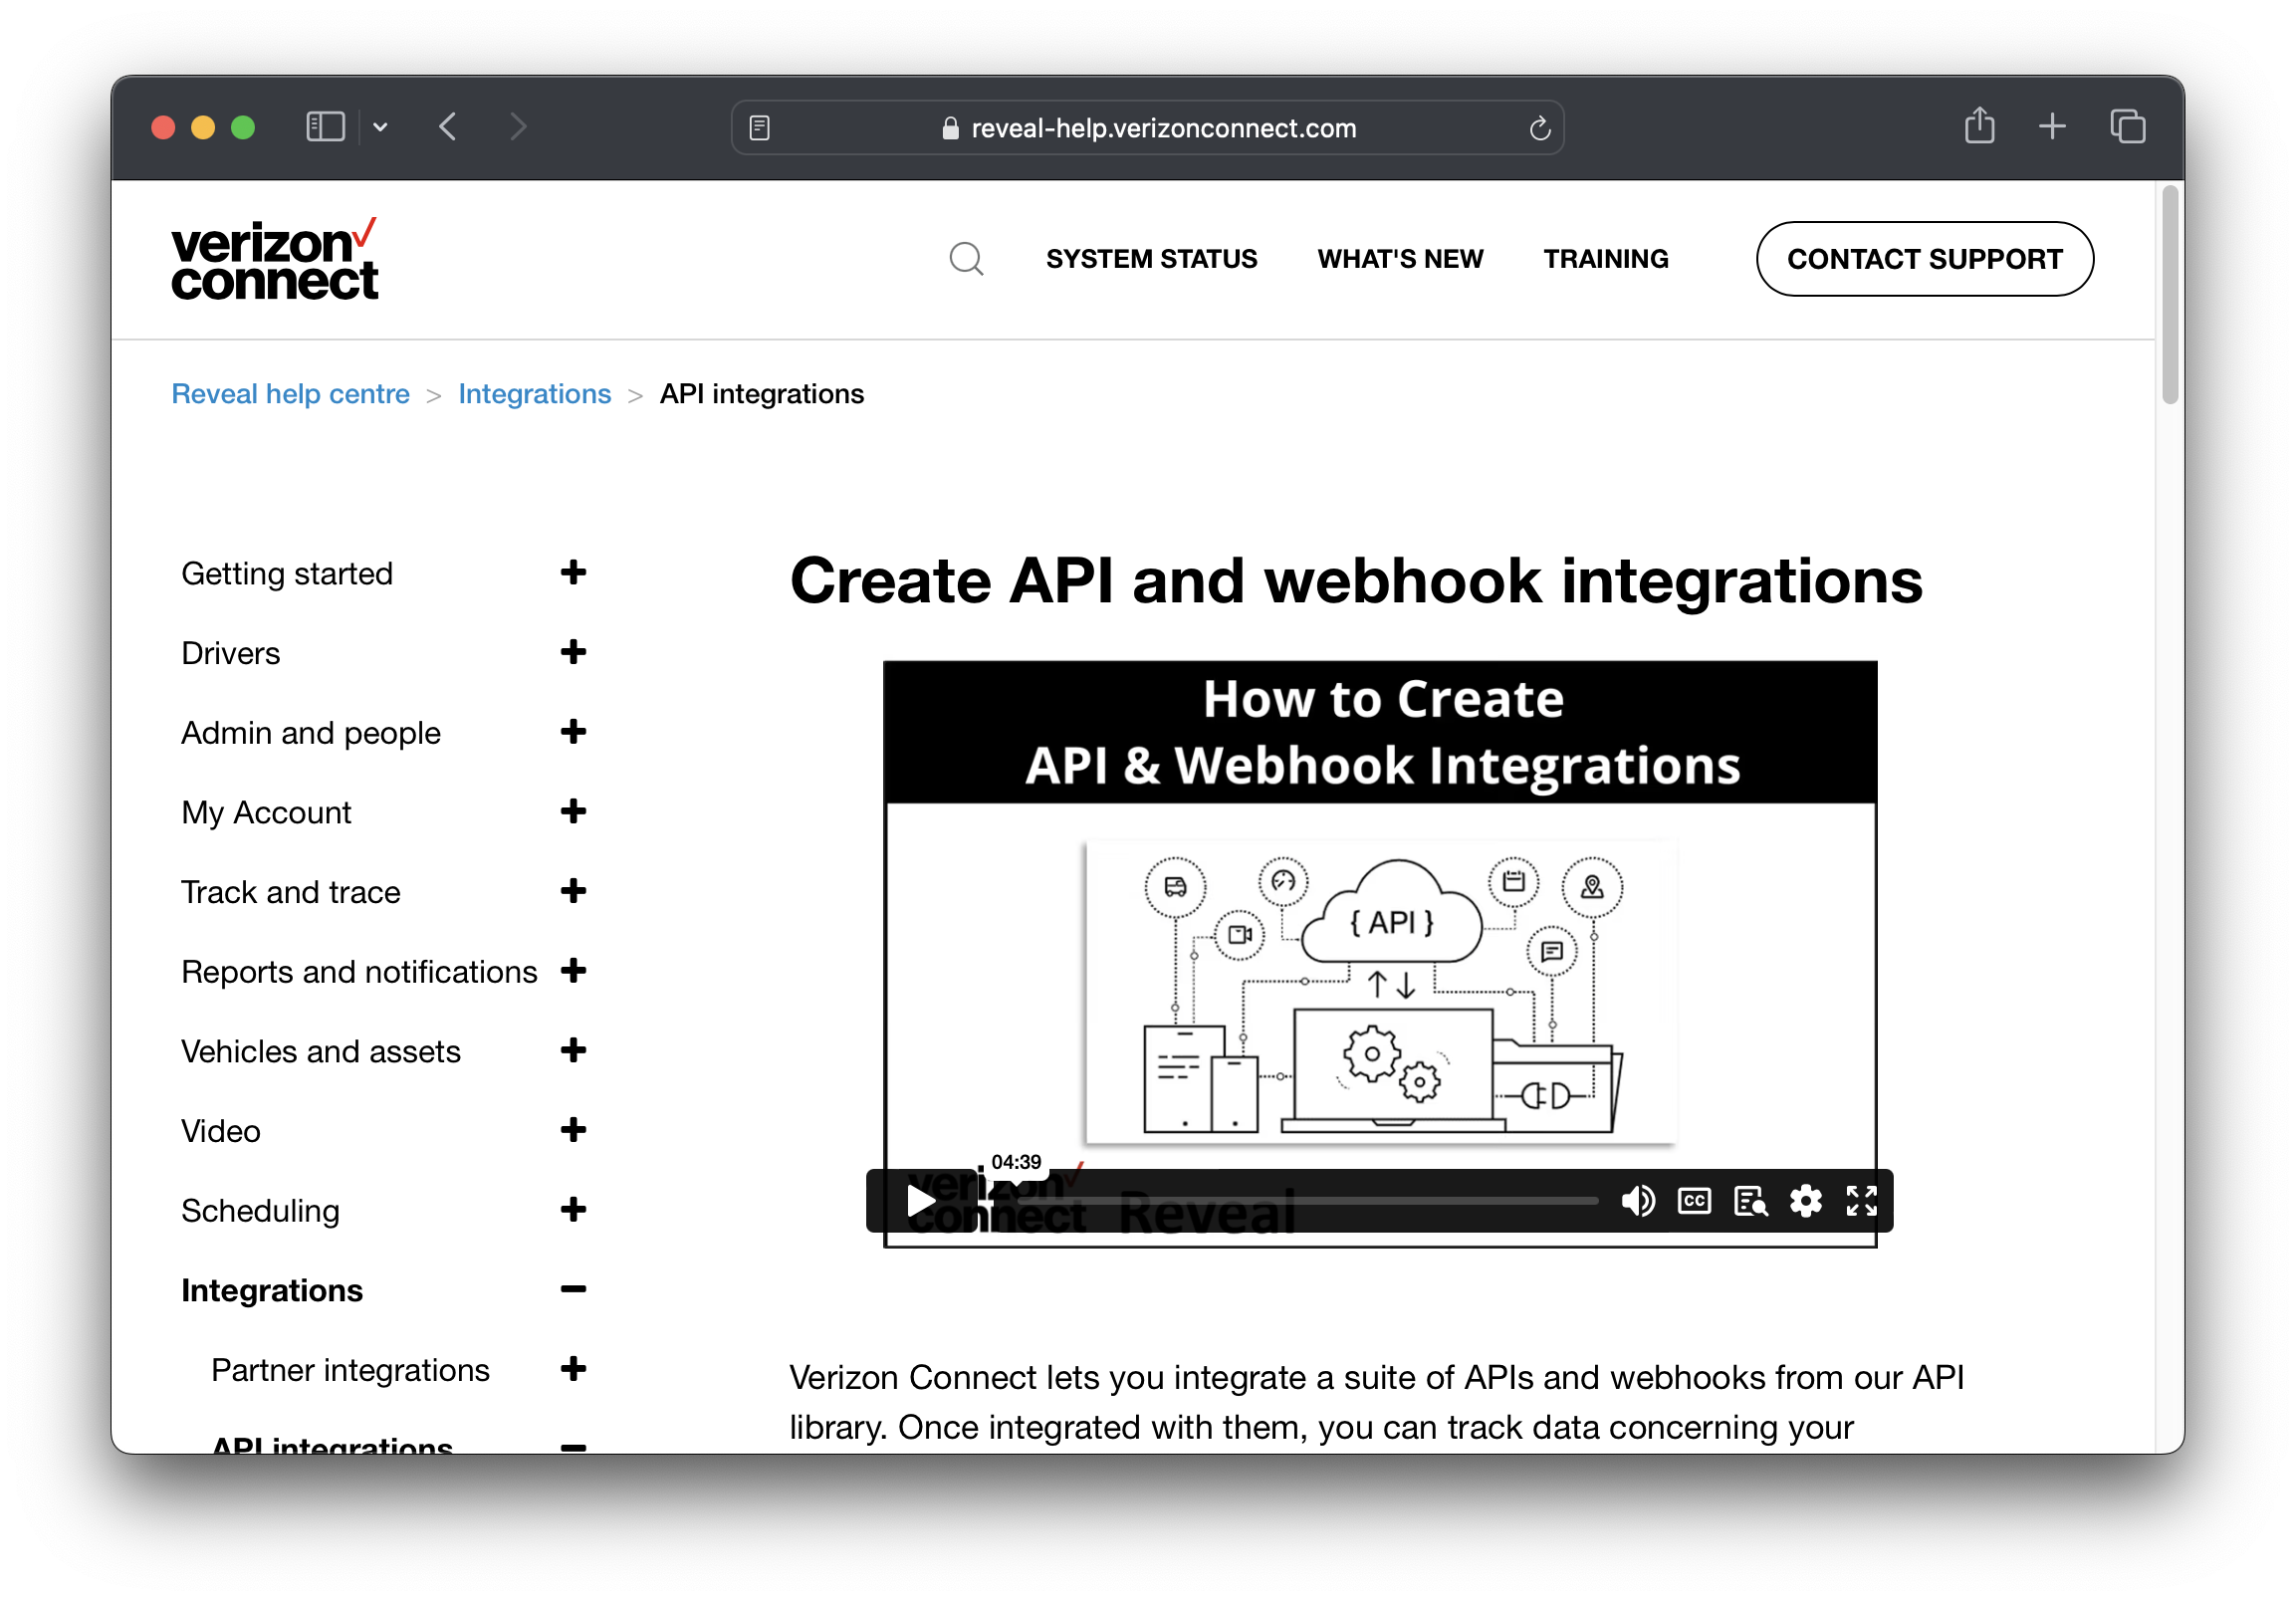 reveal-help.verizonconnect.com
verizon
connect
SYSTEM STATUS
WHAT'S NEW
TRAINING
CONTACT SUPPORT
Reveal help centre > Integrations > API integrations
Getting started
Drivers
Admin and people
My Account
Track and trace
Reports and notifications
Vehicles and assets
Video
Scheduling
Integrations
Partner integrations
API integrations
Create API and webhook integrations
How to Create
API & Webhook Integrations
{ API }
04:39
verizon
connect Reveal
CC
Verizon Connect lets you integrate a suite of APIs and webhooks from our API
library. Once integrated with them, you can track data concerning your